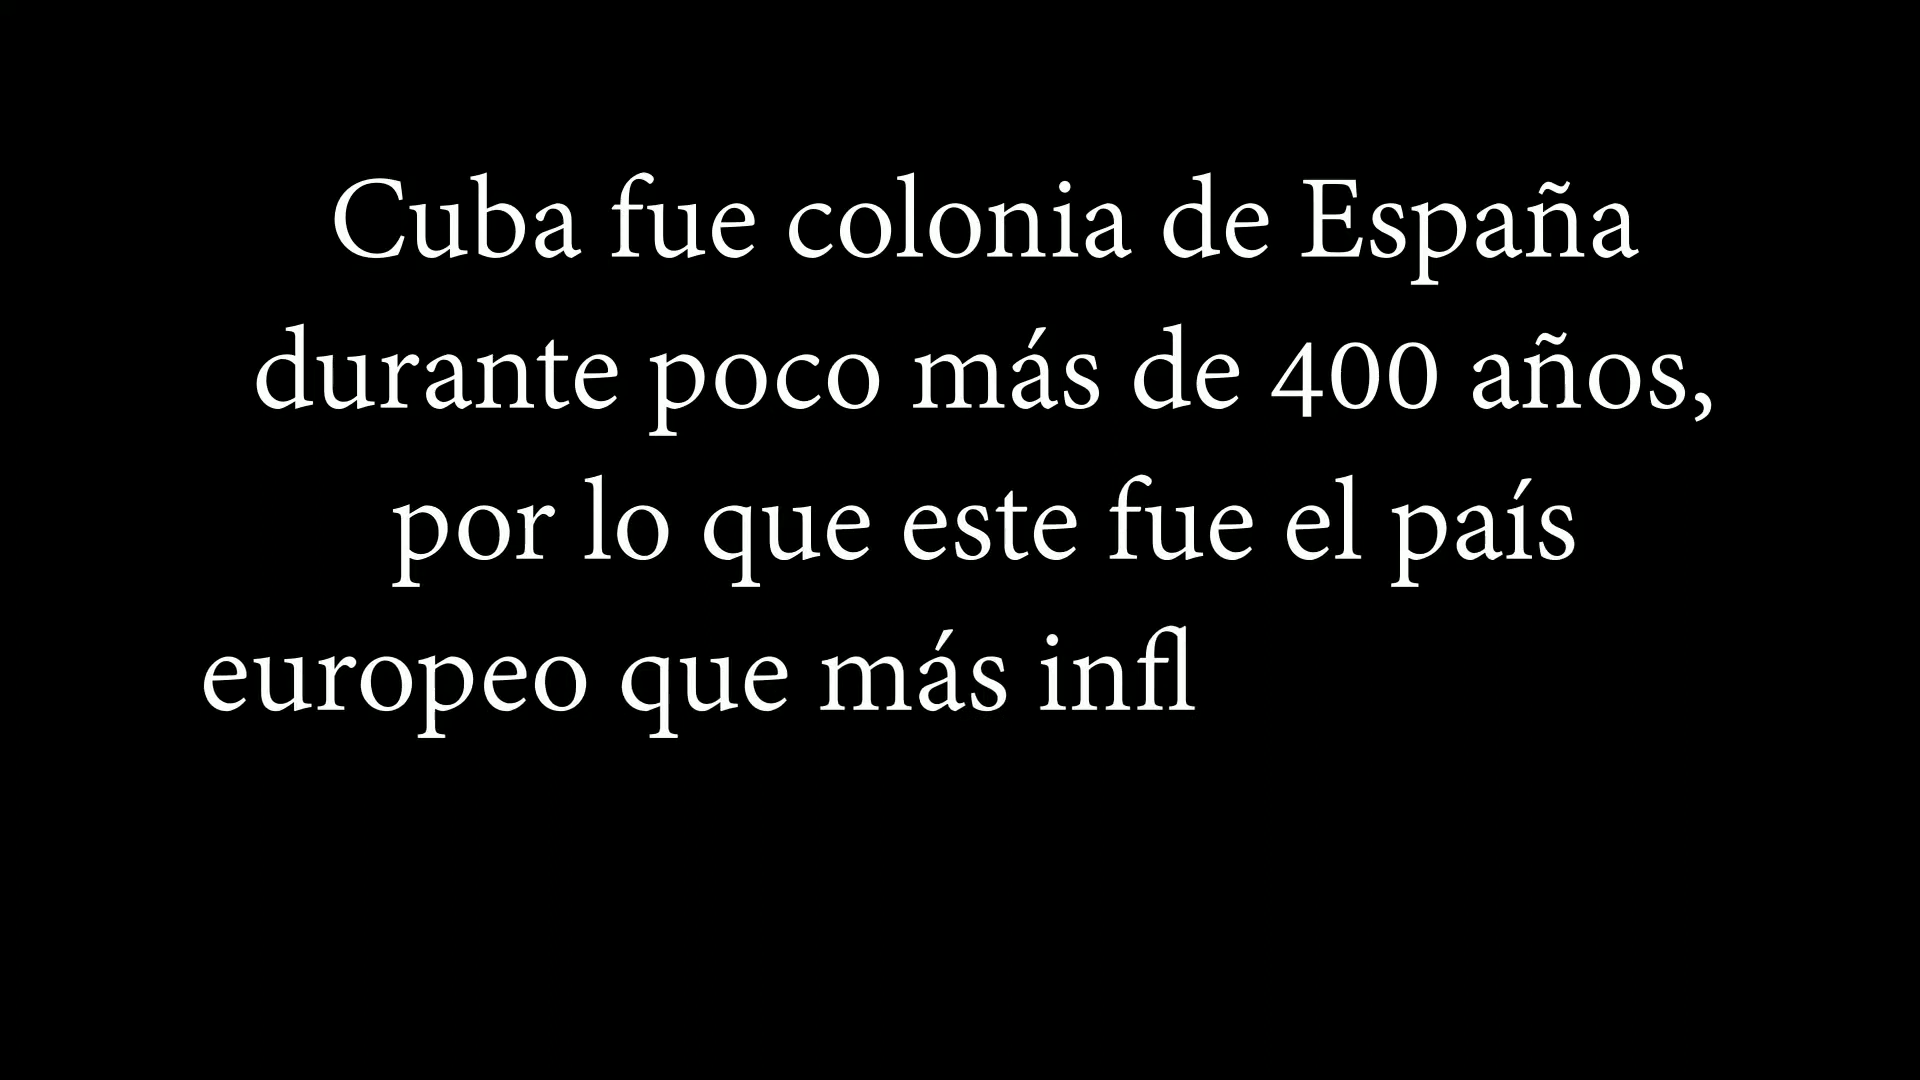 Cuba fue colonia de España
durante poco más de 400 años,
por lo que este fue el país
europeo que más infl